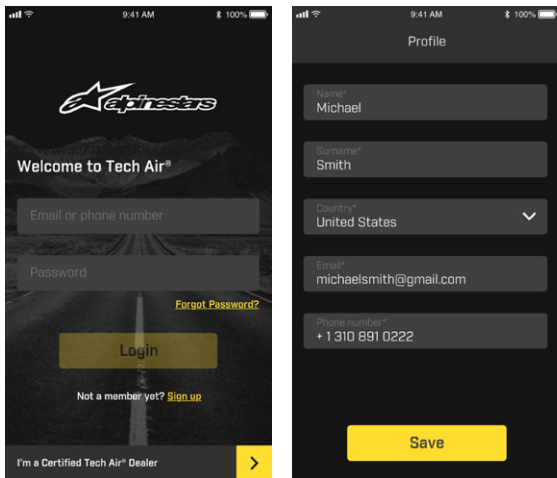 9:41 AM
100%
alpinestars
Welcome to Tech Air®
Email or phone number
Password
Forgot Password?
Login
Not a member yet? Sign up
I'm a Certified Tech Air® Dealer
9:41 AM
100%
Profile
Name*
Michael
Surname*
Smith
Country*
United States
Email*
michaelsmith@gmail.com
Phone number*
+ 1 310 891 0222
Save